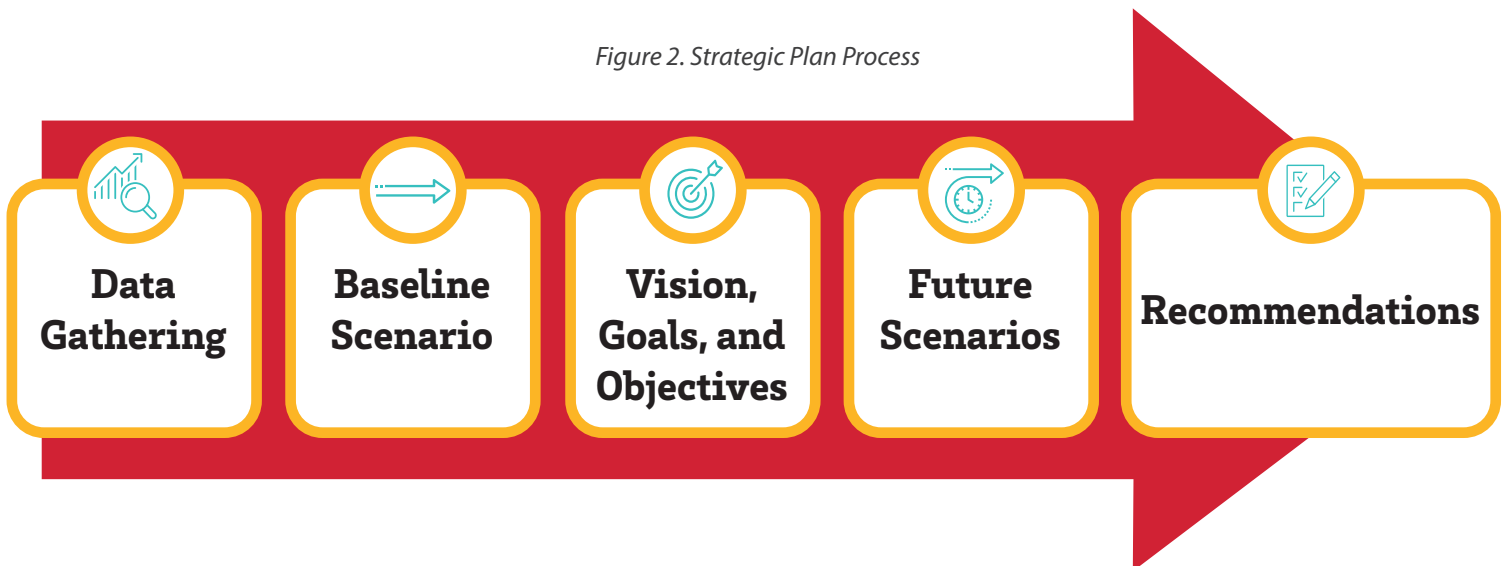 Figure 2. Strategic Plan Process
Data
Gathering
Baseline
Scenario
Vision,
Goals, and
Objectives
Future
Scenarios
Recommendations